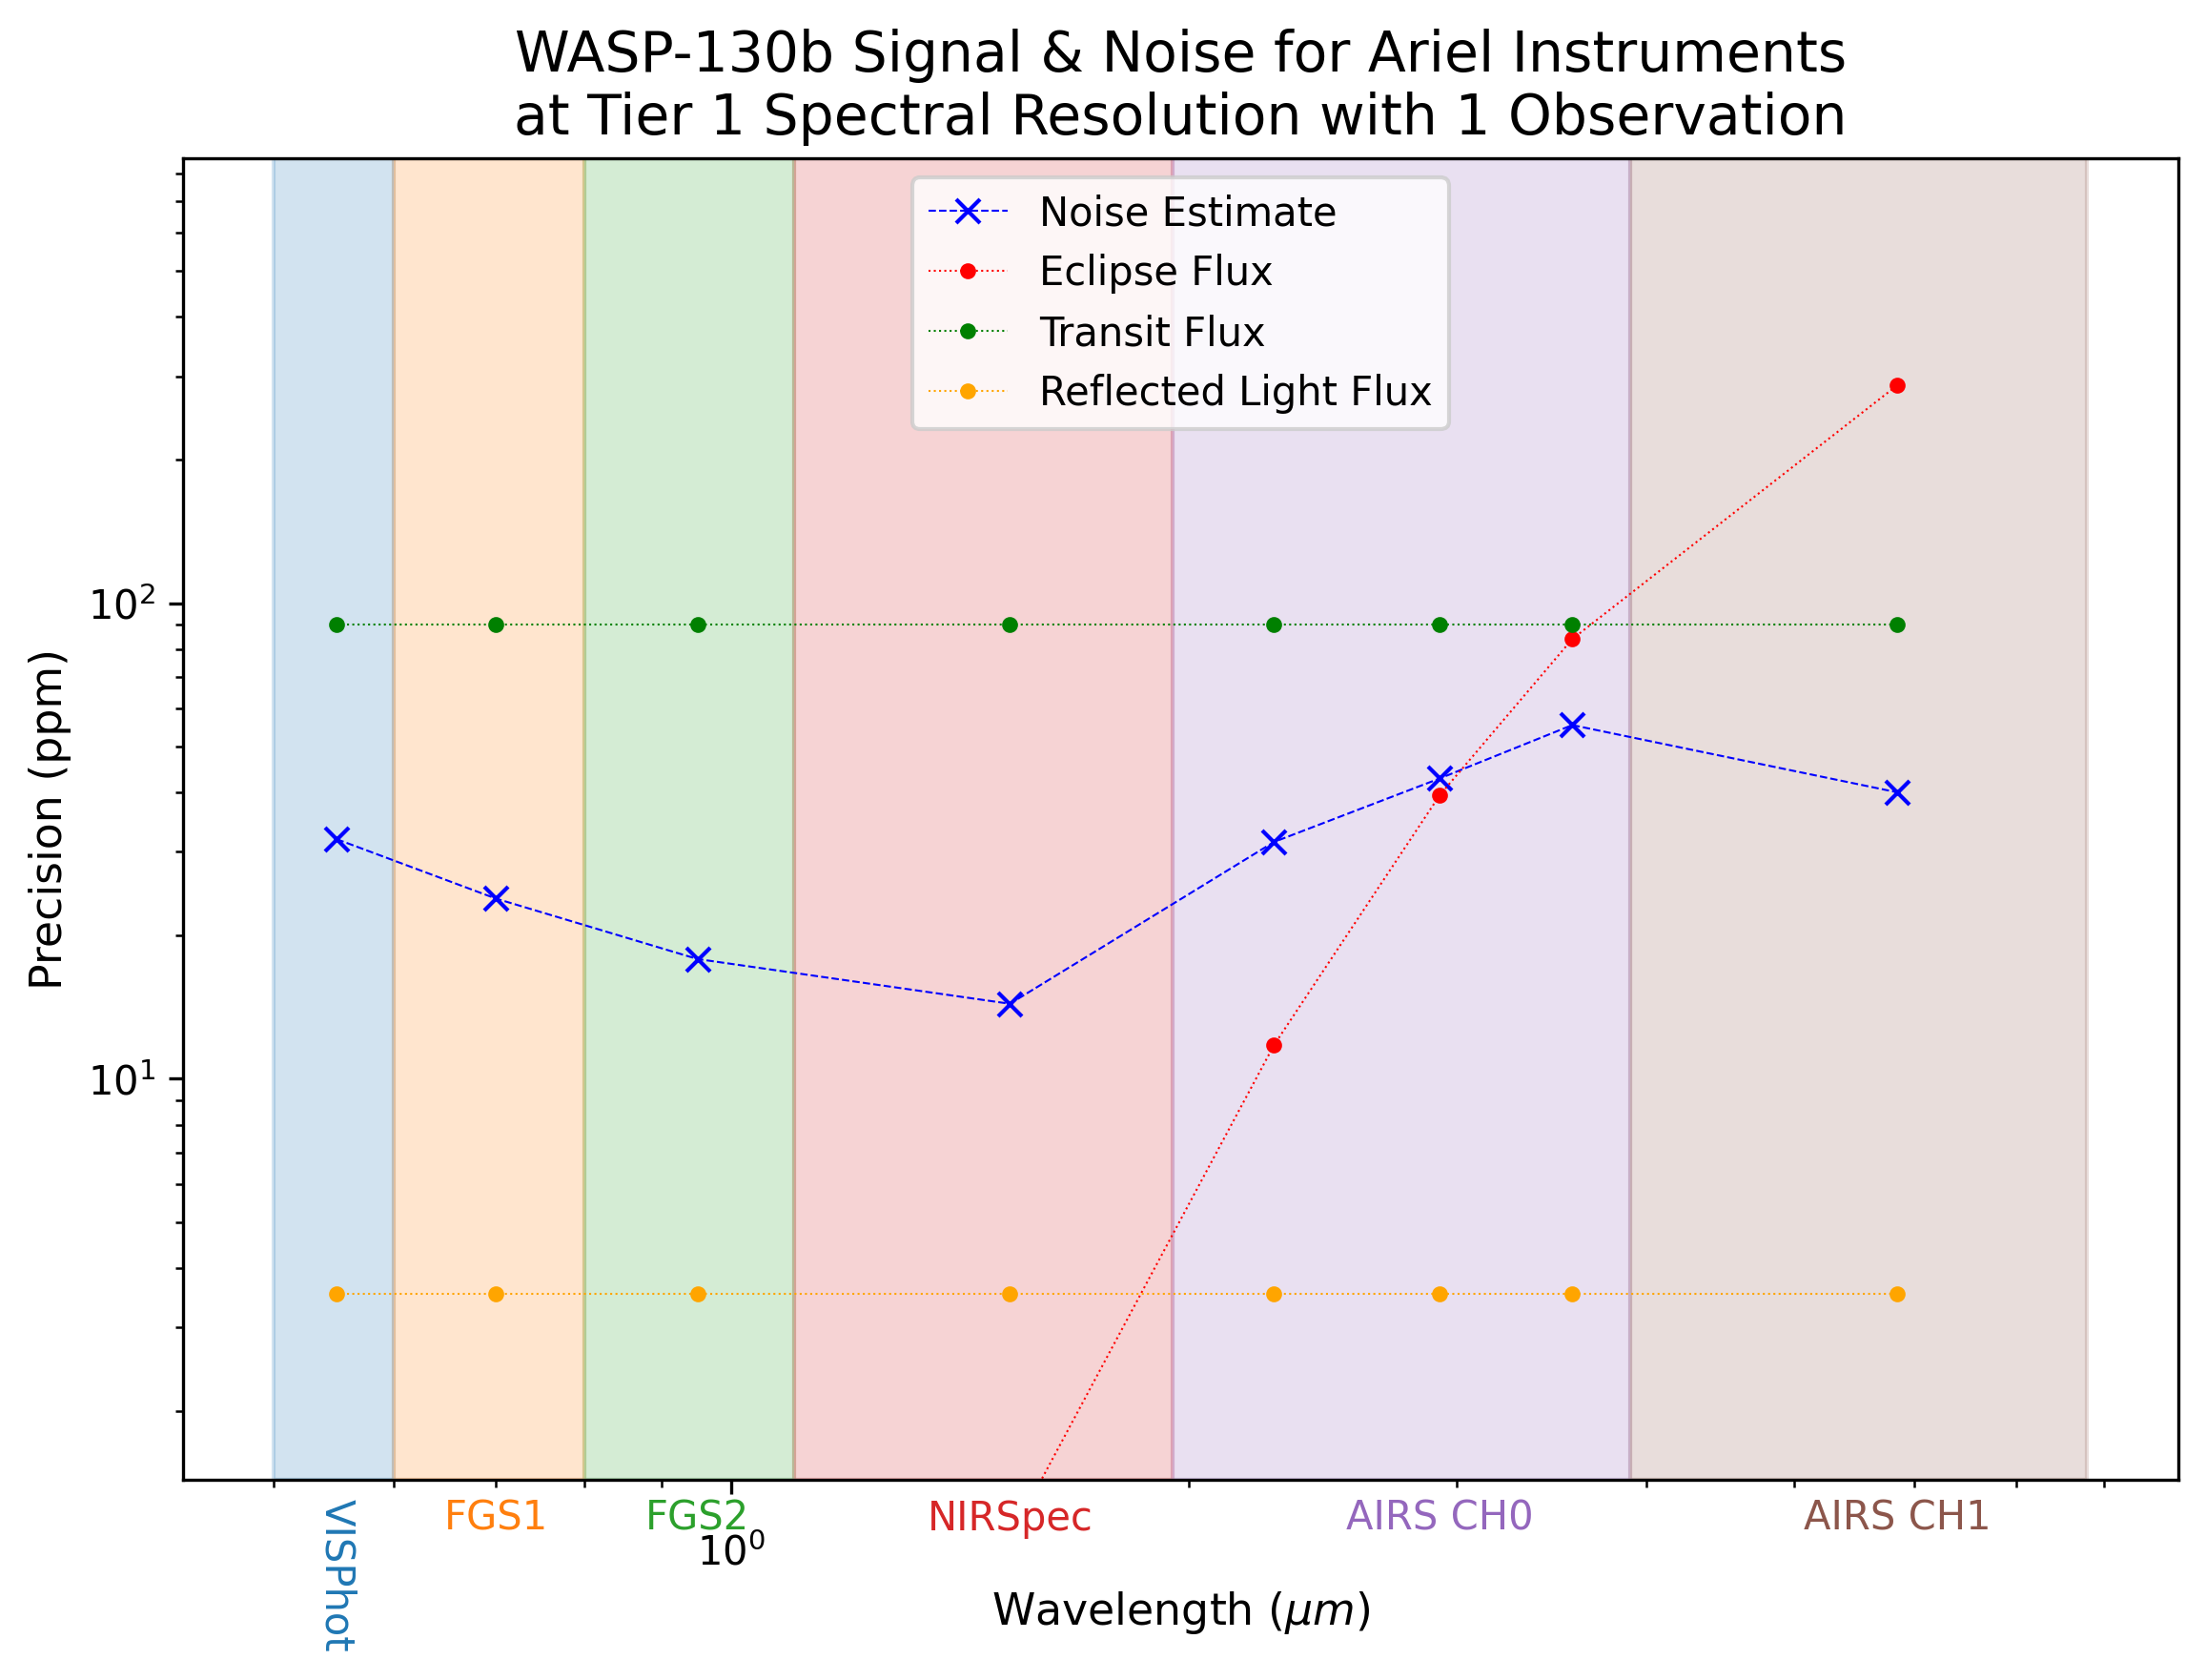 WASP-130b Signal & Noise for Ariel Instruments
at Tier 1 Spectral Resolution with 1 Observation
Noise Estimate
Eclipse Flux
Transit Flux
Reflected Light Flux
Precision (ppm)
10²
10¹
VISPhot
FGS1
FGS2
NIRSpec
AIRS CH0
AIRS CH1
10⁰
Wavelength (μm)